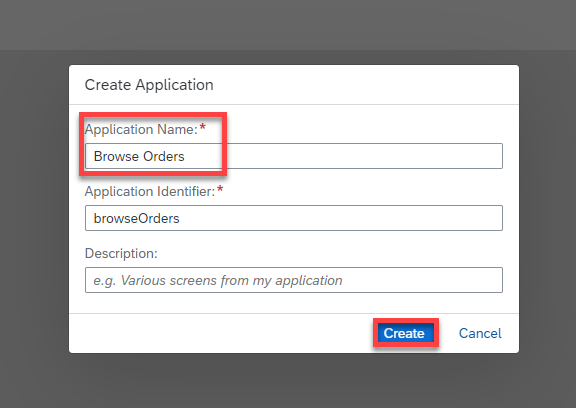 Create Application
Application Name:*
Browse Orders
Application Identifier:*
browseOrders
Description:
e.g. Various screens from my application
Create Cancel